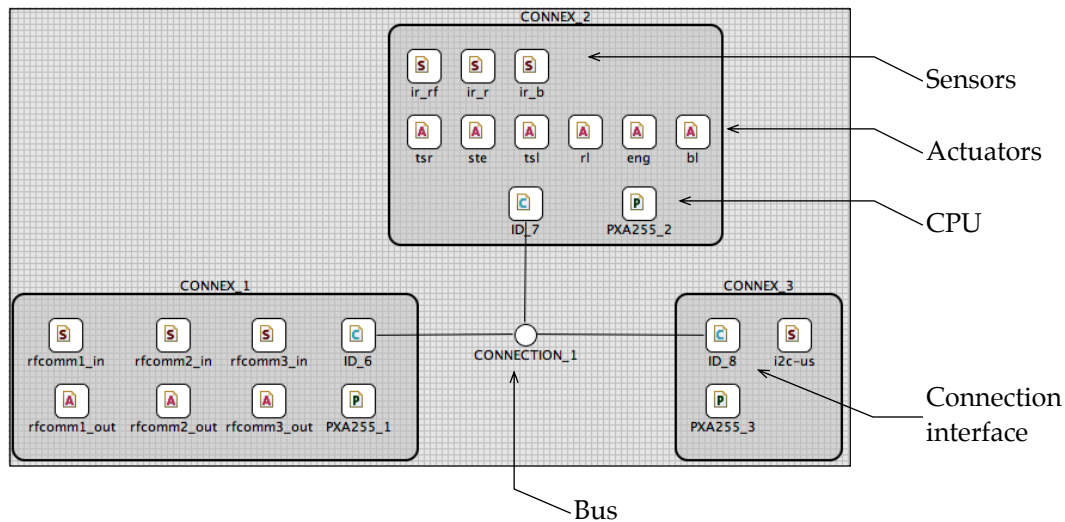 CONNEX_2
S S S
ir_rf ir_r ir_b
Sensors
A A A A A A
tsr ste tsl rl eng bl
Actuators
C P
ID_7 PXA255_2
CPU
CONNEX_1
S S S C
rfcomm1_in rfcomm2_in rfcomm3_in ID_6
A A A P
rfcomm1_out rfcomm2_out rfcomm3_out PXA255_1
CONNECTION_1
CONNEX_3
C S
ID_8 i2c-us
P
PXA255_3
Connection
interface
Bus